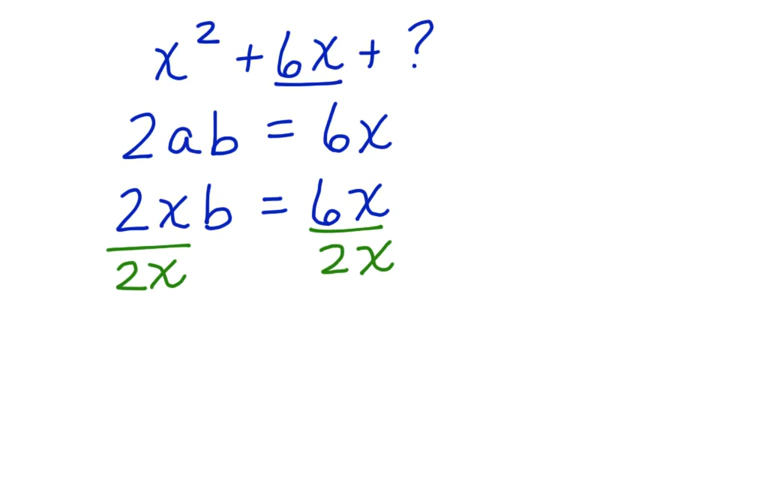 x² + 6x + ?
2ab = 6x
2xb = 6x
2x 2x